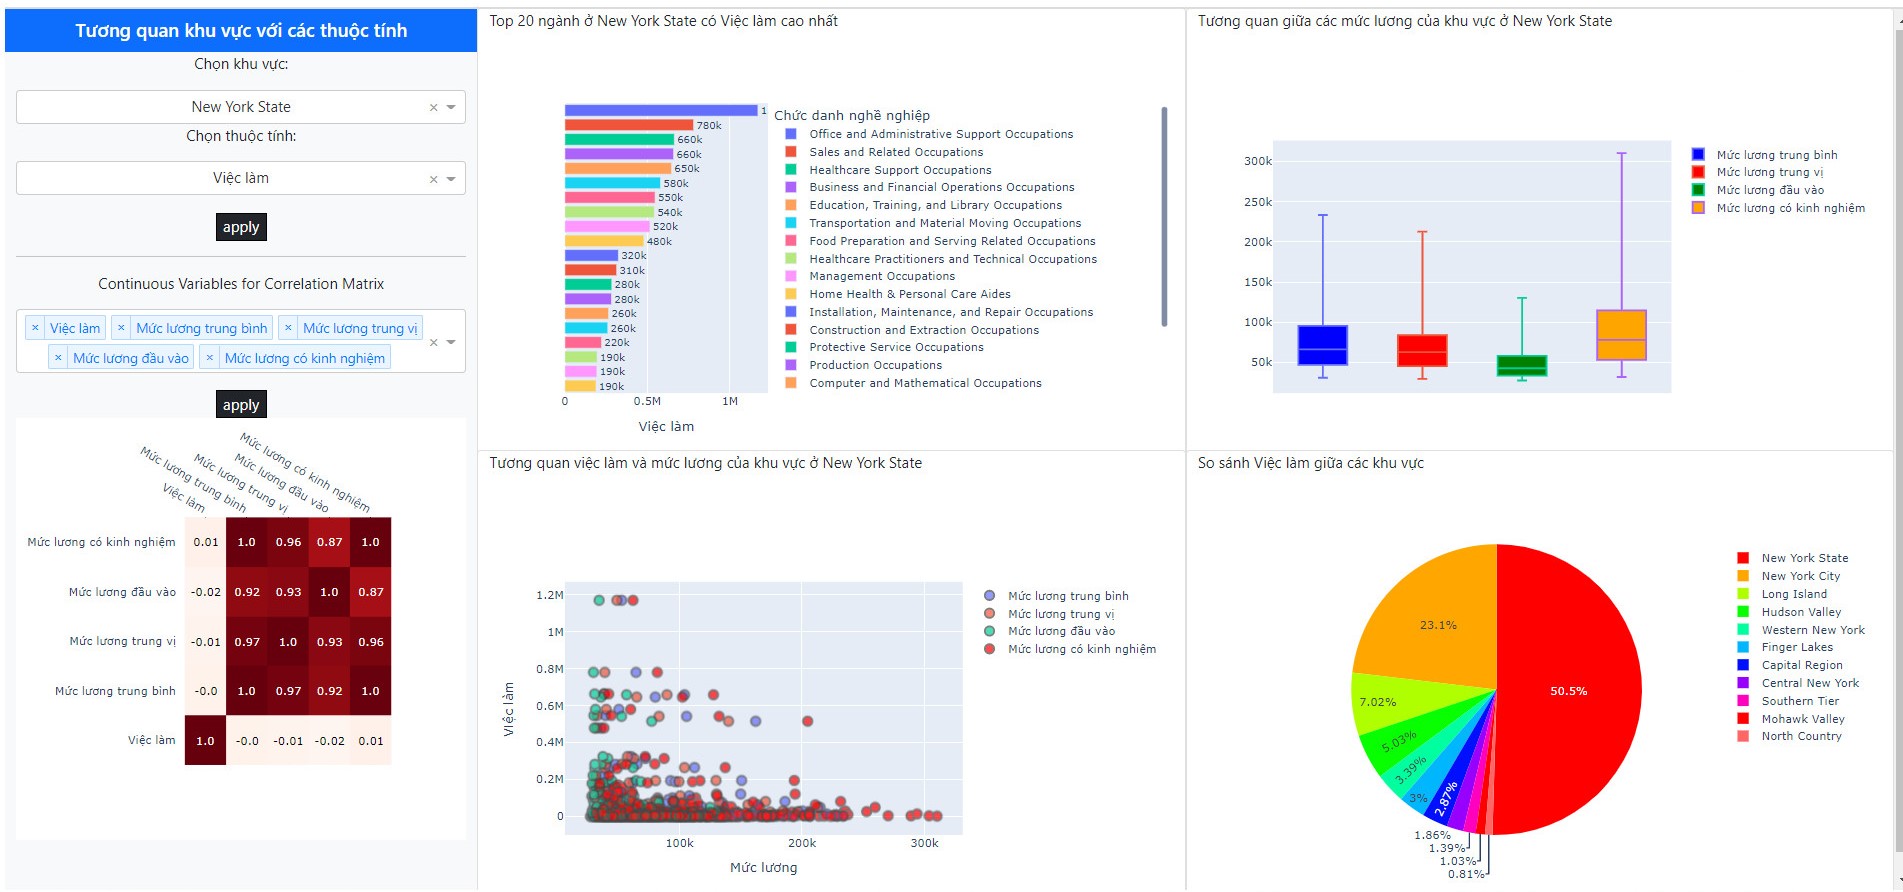 Tương quan khu vực với các thuộc tính
Chọn khu vực:
New York State
Chọn thuộc tính:
Việc làm
apply
Continuous Variables for Correlation Matrix
× Việc làm × Mức lương trung bình × Mức lương trung vị
× Mức lương đầu vào × Mức lương có kinh nghiệm
apply
Việc làm
Mức lương trung bình
Mức lương trung vị
Mức lương đầu vào
Mức lương có kinh nghiệm
Mức lương có kinh nghiệm 0.01 1.0 0.96 0.87 1.0
Mức lương đầu vào -0.02 0.92 0.93 1.0 0.87
Mức lương trung vị -0.01 0.97 1.0 0.93 0.96
Mức lương trung bình -0.0 1.0 0.97 0.92 1.0
Việc làm 1.0 -0.0 -0.01 -0.02 0.01
Top 20 ngành ở New York State có Việc làm cao nhất
1
780k
660k
660k
650k
580k
550k
540k
520k
480k
320k
310k
280k
280k
260k
260k
220k
190k
190k
190k
0 0.5M 1M
Việc làm
Chức danh nghề nghiệp
Office and Administrative Support Occupations
Sales and Related Occupations
Healthcare Support Occupations
Business and Financial Operations Occupations
Education, Training, and Library Occupations
Transportation and Material Moving Occupations
Food Preparation and Serving Related Occupations
Healthcare Practitioners and Technical Occupations
Management Occupations
Home Health & Personal Care Aides
Installation, Maintenance, and Repair Occupations
Construction and Extraction Occupations
Protective Service Occupations
Production Occupations
Computer and Mathematical Occupations
Tương quan giữa các mức lương của khu vực ở New York State
300k
250k
200k
150k
100k
50k
Mức lương trung bình
Mức lương trung vị
Mức lương đầu vào
Mức lương có kinh nghiệm
Tương quan việc làm và mức lương của khu vực ở New York State
Việc làm
1.2M
1M
0.8M
0.6M
0.4M
0.2M
0
100k 200k 300k
Mức lương
Mức lương trung bình
Mức lương trung vị
Mức lương đầu vào
Mức lương có kinh nghiệm
So sánh Việc làm giữa các khu vực
50.5%
23.1%
7.02%
5.03%
3.39%
3%
2.87%
1.86%
1.39%
1.03%
0.81%
New York State
New York City
Long Island
Hudson Valley
Western New York
Finger Lakes
Capital Region
Central New York
Southern Tier
Mohawk Valley
North Country